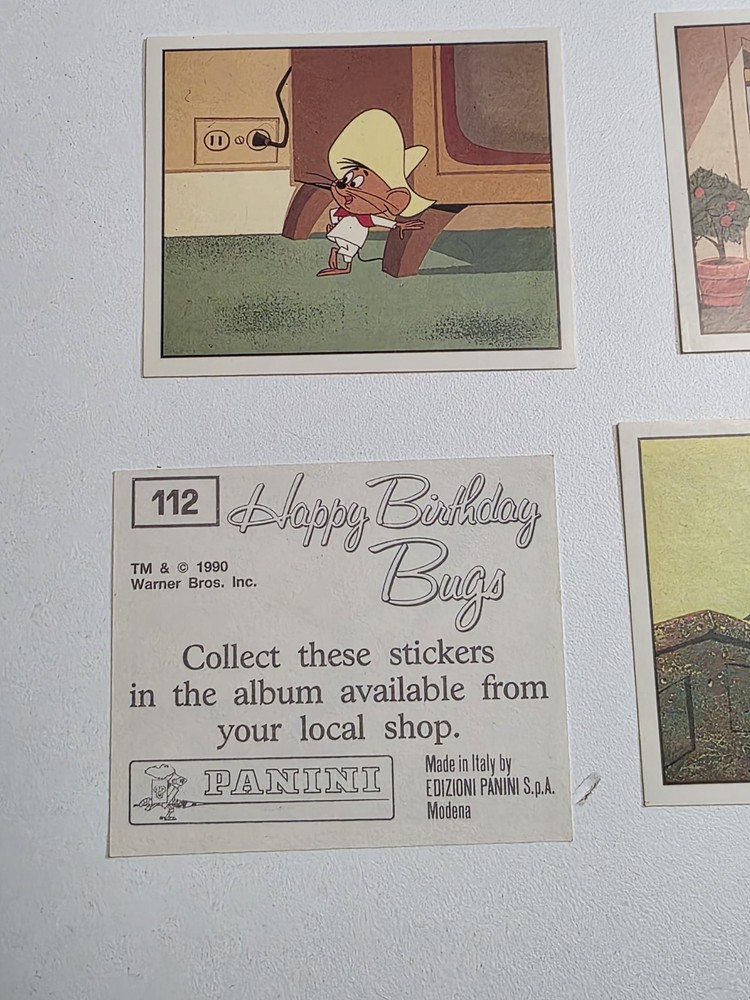 112
Happy Birthday
Bugs
TM & © 1990
Warner Bros. Inc.
Collect these stickers
in the album available from
your local shop.
PANINI
Made in Italy by
EDIZIONI PANINI S.p.A.
Modena